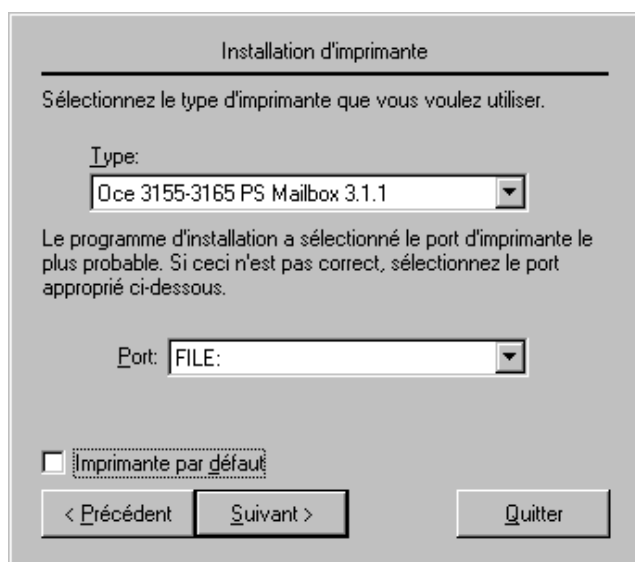 Installation d'imprimante
Sélectionnez le type d'imprimante que vous voulez utiliser.
Type:
Oce 3155-3165 PS Mailbox 3.1.1
Le programme d'installation a sélectionné le port d'imprimante le
plus probable. Si ceci n'est pas correct, sélectionnez le port
approprié ci-dessous.
Port: FILE:
Imprimante par défaut
< Précédent Suivant > Quitter